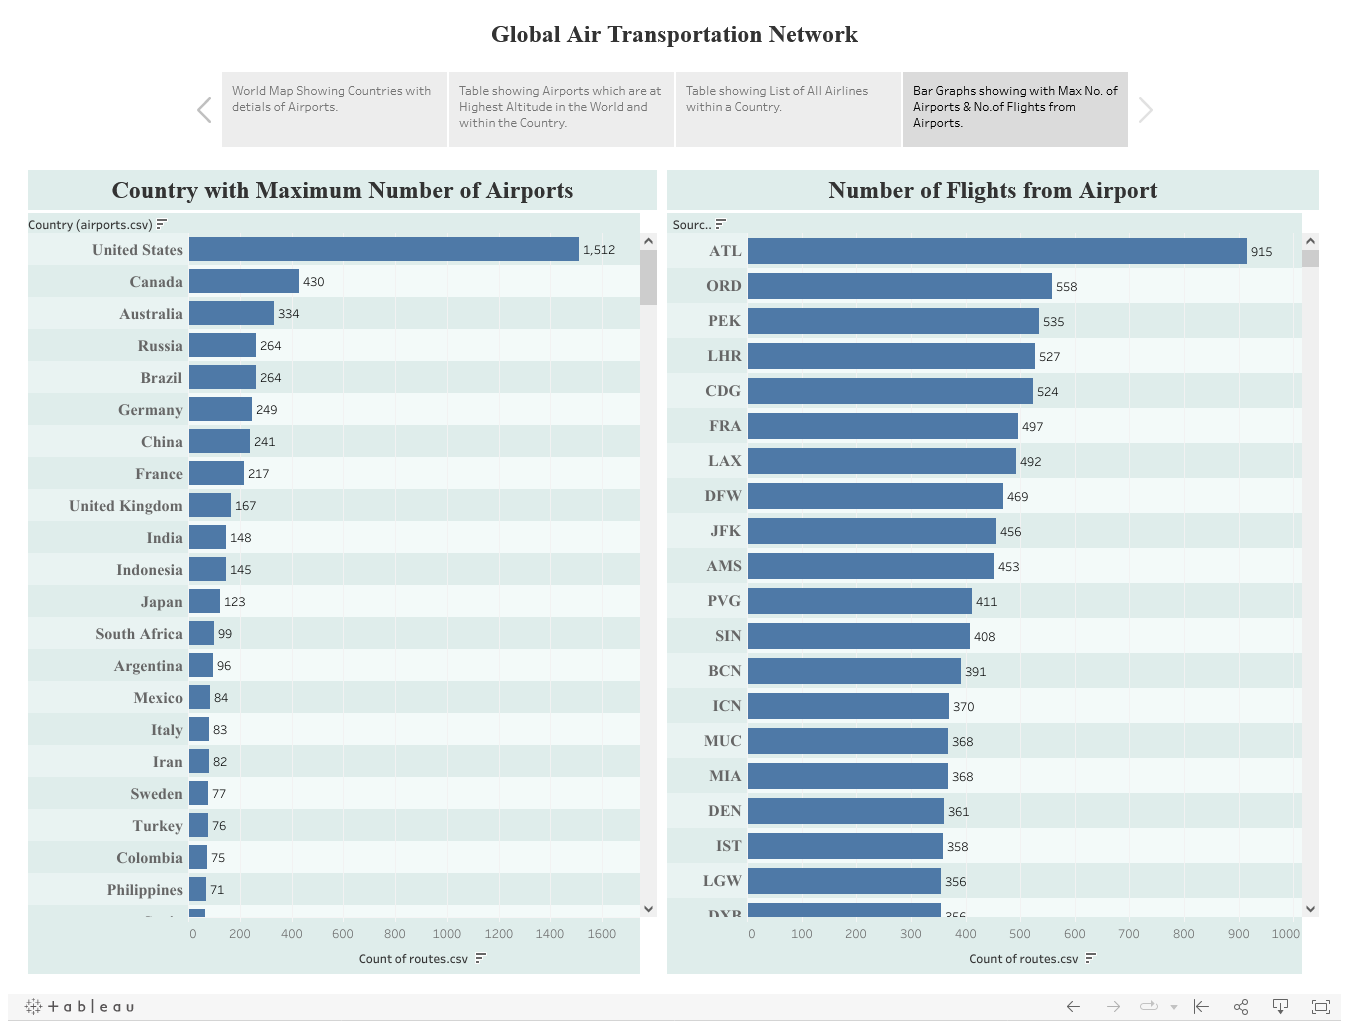 Global Air Transportation Network
World Map Showing Countries with
detials of Airports.
Table showing Airports which are at
Highest Altitude in the World and
within the Country.
Table showing List of All Airlines
within a Country.
Bar Graphs showing with Max No. of
Airports & No.of Flights from
Airports.
Country with Maximum Number of Airports
Country (airports.csv)
United States 1,512
Canada 430
Australia 334
Russia 264
Brazil 264
Germany 249
China 241
France 217
United Kingdom 167
India 148
Indonesia 145
Japan 123
South Africa 99
Argentina 96
Mexico 84
Italy 83
Iran 82
Sweden 77
Turkey 76
Colombia 75
Philippines 71
0 200 400 600 800 1000 1200 1400 1600
Count of routes.csv
Number of Flights from Airport
Sourc..
ATL 915
ORD 558
PEK 535
LHR 527
CDG 524
FRA 497
LAX 492
DFW 469
JFK 456
AMS 453
PVG 411
SIN 408
BCN 391
ICN 370
MUC 368
MIA 368
DEN 361
IST 358
LGW 356
DXB 356
0 100 200 300 400 500 600 700 800 900 1000
Count of routes.csv
+ableau